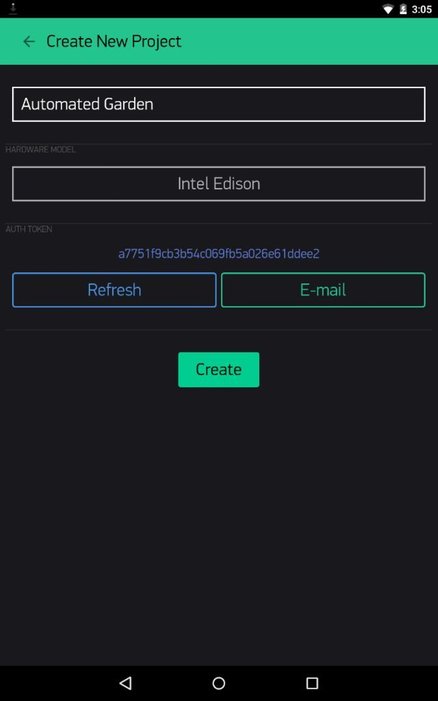 3:05
Create New Project
Automated Garden
HARDWARE MODEL
Intel Edison
AUTH TOKEN
a7751f9cb3b54c069fb5a026e61ddee2
Refresh
E-mail
Create